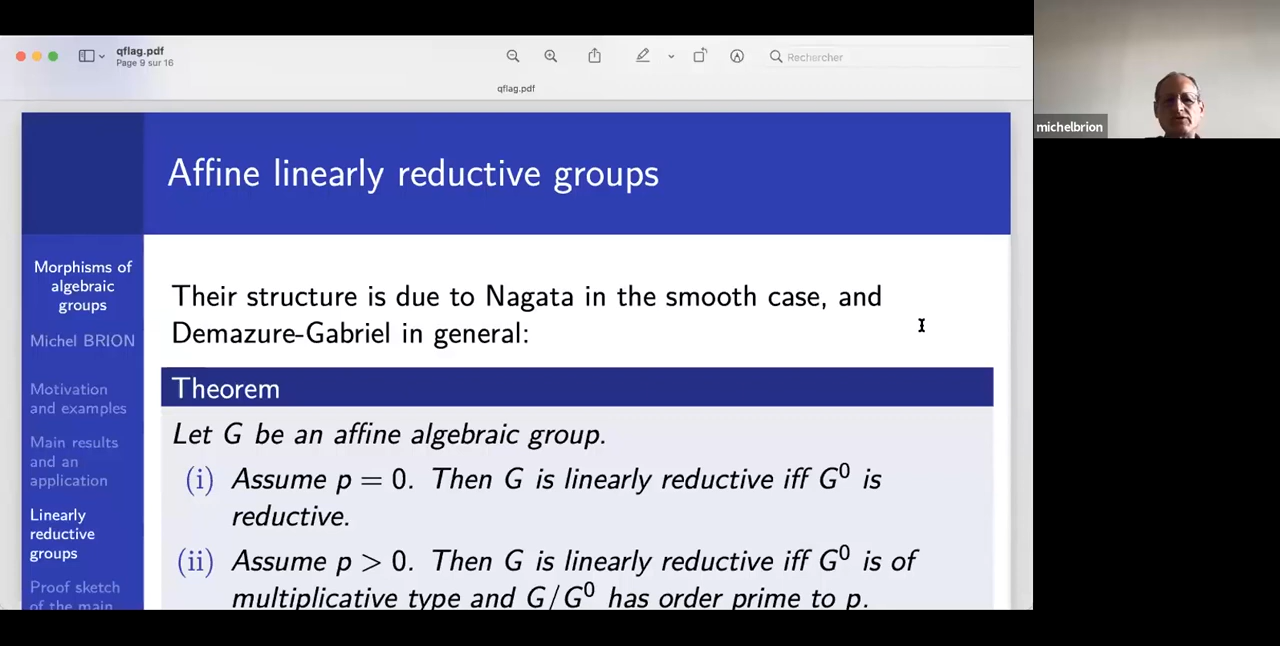 qflag.pdf
Page 9 sur 16
Rechercher
qflag.pdf
michelbrion
Affine linearly reductive groups
Morphisms of
algebraic
groups
Michel BRION
Motivation
and examples
Main results
and an
application
Linearly
reductive
groups
Proof sketch
of the main
Their structure is due to Nagata in the smooth case, and
Demazure-Gabriel in general:
Theorem
Let G be an affine algebraic group.
(i) Assume p = 0. Then G is linearly reductive iff G⁰ is
reductive.
(ii) Assume p > 0. Then G is linearly reductive iff G⁰ is of
multiplicative type and G/G⁰ has order prime to p.